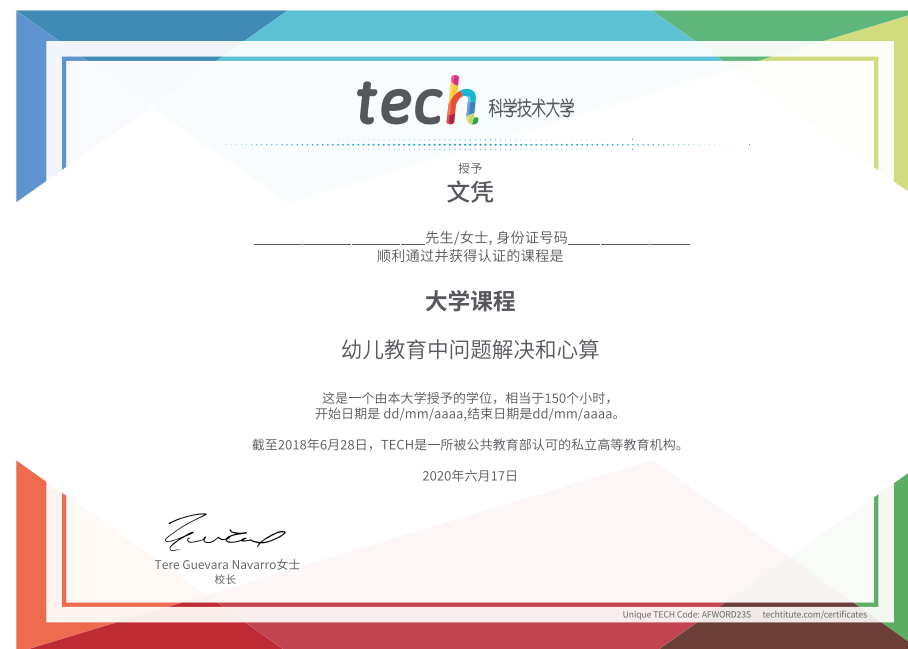 tech 科学技术大学
授予
文凭
先生/女士, 身份证号码
顺利通过并获得认证的课程是
大学课程
幼儿教育中问题解决和心算
这是一个由本大学授予的学位，相当于150个小时，
开始日期是 dd/mm/aaaa,结束日期是dd/mm/aaaa。
截至2018年6月28日，TECH是一所被公共教育部认可的私立高等教育机构。
2020年六月17日
Tere Guevara Navarro女士
校长
Unique TECH Code: AFWORD23S techtitute.com/certificates